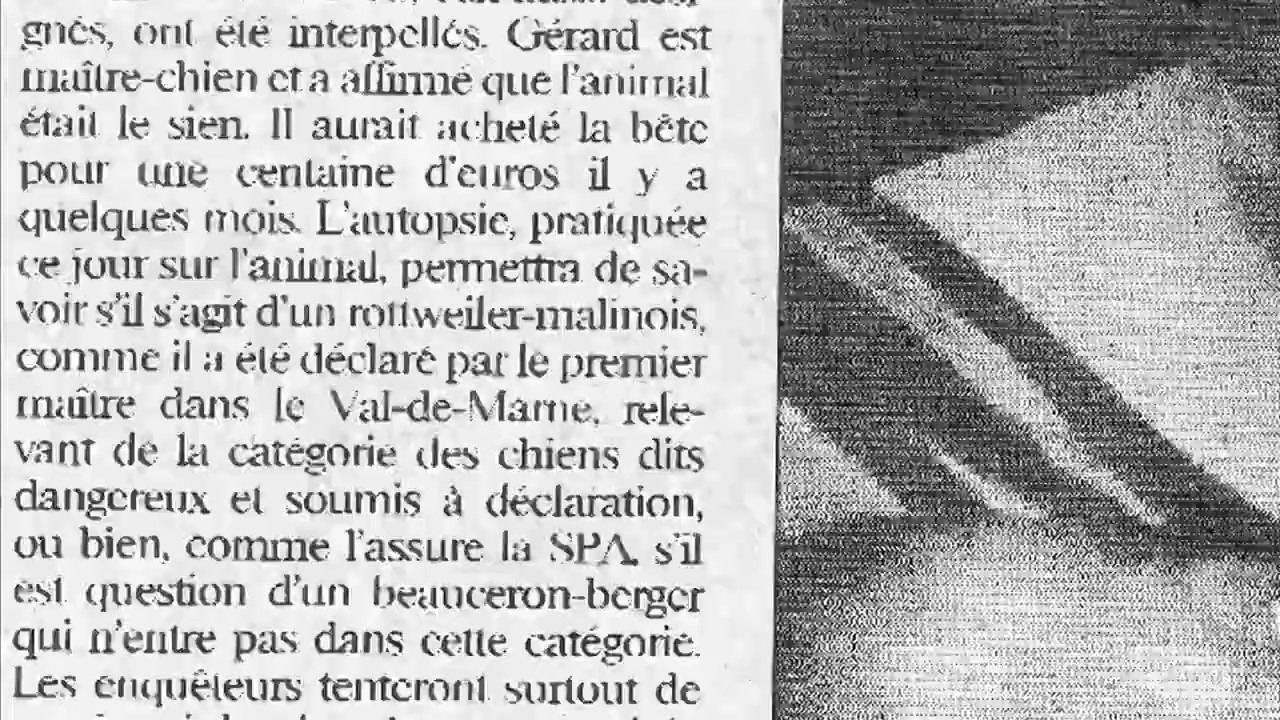 gnés, ont été interpellés. Gérard est
maître-chien et a affirmé que l'animal
était le sien. Il aurait acheté la bête
pour une centaine d'euros il y a
quelques mois. L'autopsie, pratiquée
ce jour sur l'animal, permettra de sa-
voir s'il s'agit d'un rottweiler-malinois,
comme il a été déclaré par le premier
maître dans le Val-de-Marne, rele-
vant de la catégorie des chiens dits
dangereux et soumis à déclaration,
ou bien, comme l'assure la SPA, s'il
est question d'un beauceron-berger
qui n'entre pas dans cette catégorie.
Les enquêteurs tenteront surtout de